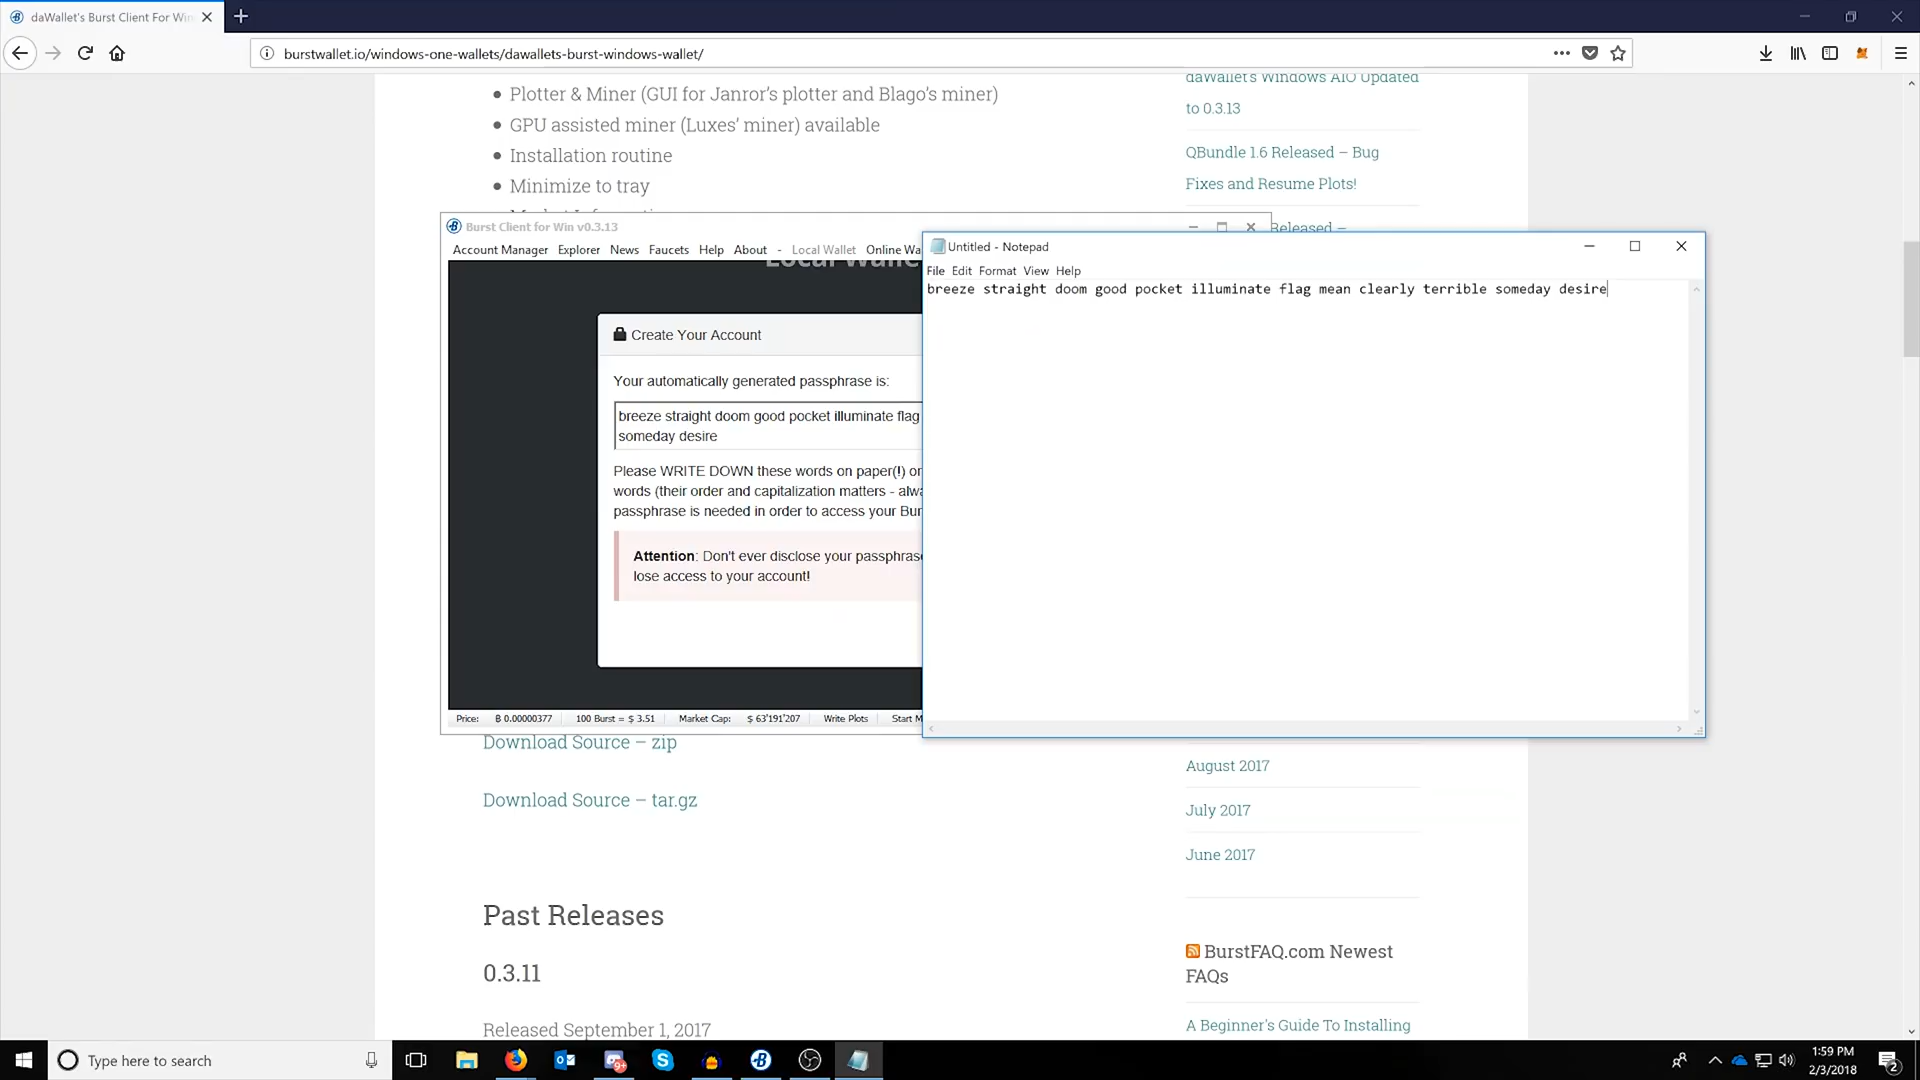 daWallet's Burst Client For Win
burstwallet.io/windows-one-wallets/dawallets-burst-windows-wallet/
Plotter & Miner (GUI for Janror's plotter and Blago's miner)
GPU assisted miner (Luxes' miner) available
Installation routine
Minimize to tray
daWallet's Windows AIO Updated
to 0.3.13
QBundle 1.6 Released – Bug
Fixes and Resume Plots!
Released –
Burst Client for Win v0.3.13
Account Manager Explorer News Faucets Help About - Local Wallet Online Wa
Local Walle
Create Your Account
Your automatically generated passphrase is:
breeze straight doom good pocket illuminate flag
someday desire
Please WRITE DOWN these words on paper(!) or
words (their order and capitalization matters - alwa
passphrase is needed in order to access your Bur
Attention: Don't ever disclose your passphrase
lose access to your account!
Price: ฿ 0.00000377 100 Burst = $ 3.51 Market Cap: $ 63'191'207 Write Plots Start M
Untitled - Notepad
File Edit Format View Help
breeze straight doom good pocket illuminate flag mean clearly terrible someday desire
Download Source – zip
Download Source – tar.gz
Past Releases
0.3.11
Released September 1, 2017
August 2017
July 2017
June 2017
BurstFAQ.com Newest
FAQs
A Beginner's Guide To Installing
Type here to search
9+
1:59 PM
2/3/2018
2